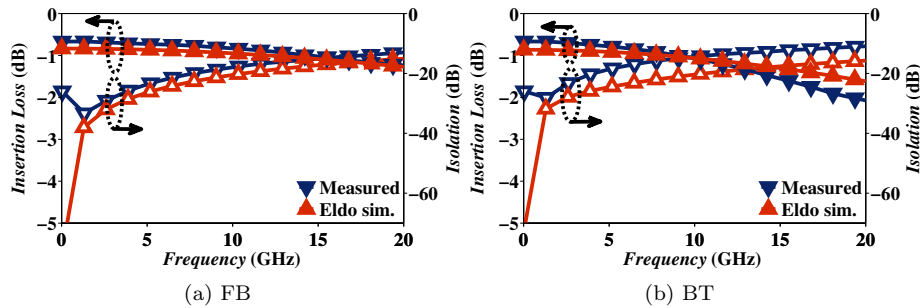 0
-1
-2
-3
-4
-5
Insertion Loss (dB)
0
-20
-40
-60
Isolation (dB)
0
5
10
15
20
Frequency (GHz)
Measured
Eldo sim.
(a) FB
0
-1
-2
-3
-4
-5
Insertion Loss (dB)
0
-20
-40
-60
Isolation (dB)
0
5
10
15
20
Frequency (GHz)
Measured
Eldo sim.
(b) BT